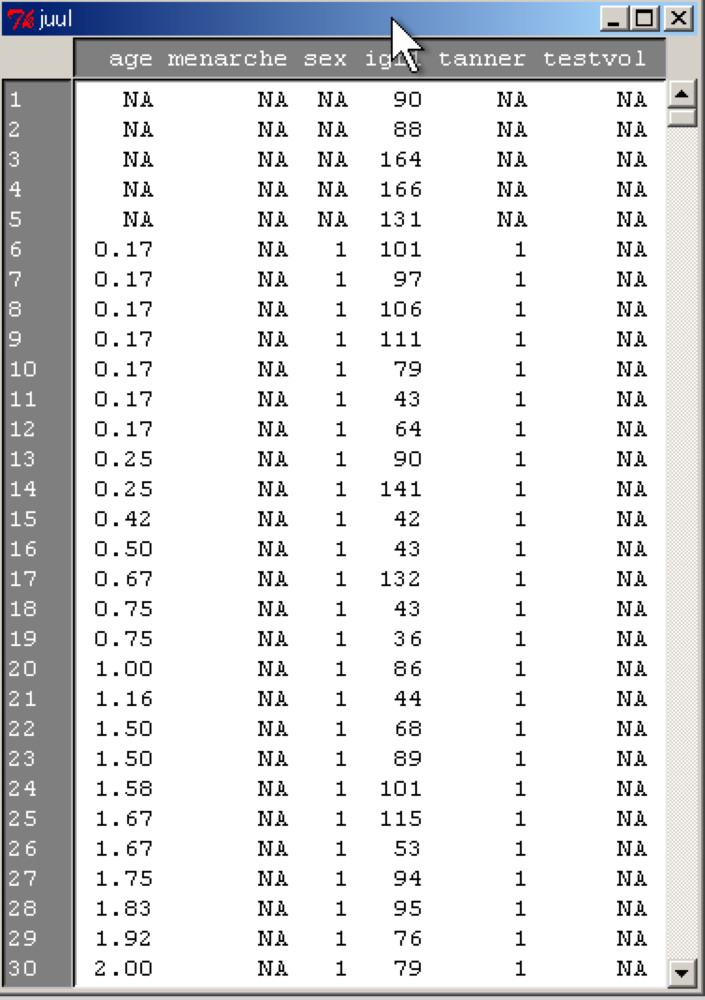 juul
age menarche sex tanner testvol
1 NA NA NA 90 NA NA
2 NA NA NA 88 NA NA
3 NA NA NA 164 NA NA
4 NA NA NA 166 NA NA
5 NA NA NA 131 NA NA
6 0.17 NA 1 101 1 NA
7 0.17 NA 1 97 1 NA
8 0.17 NA 1 106 1 NA
9 0.17 NA 1 111 1 NA
10 0.17 NA 1 79 1 NA
11 0.17 NA 1 43 1 NA
12 0.17 NA 1 64 1 NA
13 0.25 NA 1 90 1 NA
14 0.25 NA 1 141 1 NA
15 0.42 NA 1 42 1 NA
16 0.50 NA 1 43 1 NA
17 0.67 NA 1 132 1 NA
18 0.75 NA 1 43 1 NA
19 0.75 NA 1 36 1 NA
20 1.00 NA 1 86 1 NA
21 1.16 NA 1 44 1 NA
22 1.50 NA 1 68 1 NA
23 1.50 NA 1 89 1 NA
24 1.58 NA 1 101 1 NA
25 1.67 NA 1 115 1 NA
26 1.67 NA 1 53 1 NA
27 1.75 NA 1 94 1 NA
28 1.83 NA 1 95 1 NA
29 1.92 NA 1 76 1 NA
30 2.00 NA 1 79 1 NA